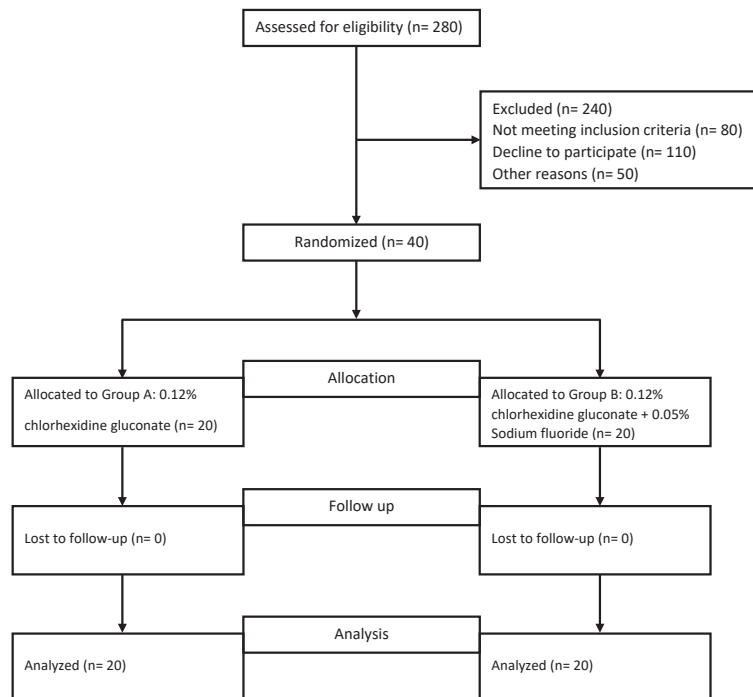 Assessed for eligibility (n= 280)
Excluded (n= 240)
Not meeting inclusion criteria (n= 80)
Decline to participate (n= 110)
Other reasons (n= 50)
Randomized (n= 40)
Allocation
Allocated to Group A: 0.12%
chlorhexidine gluconate (n= 20)
Allocated to Group B: 0.12%
chlorhexidine gluconate + 0.05%
Sodium fluoride (n= 20)
Follow up
Lost to follow-up (n= 0)
Lost to follow-up (n= 0)
Analysis
Analyzed (n= 20)
Analyzed (n= 20)